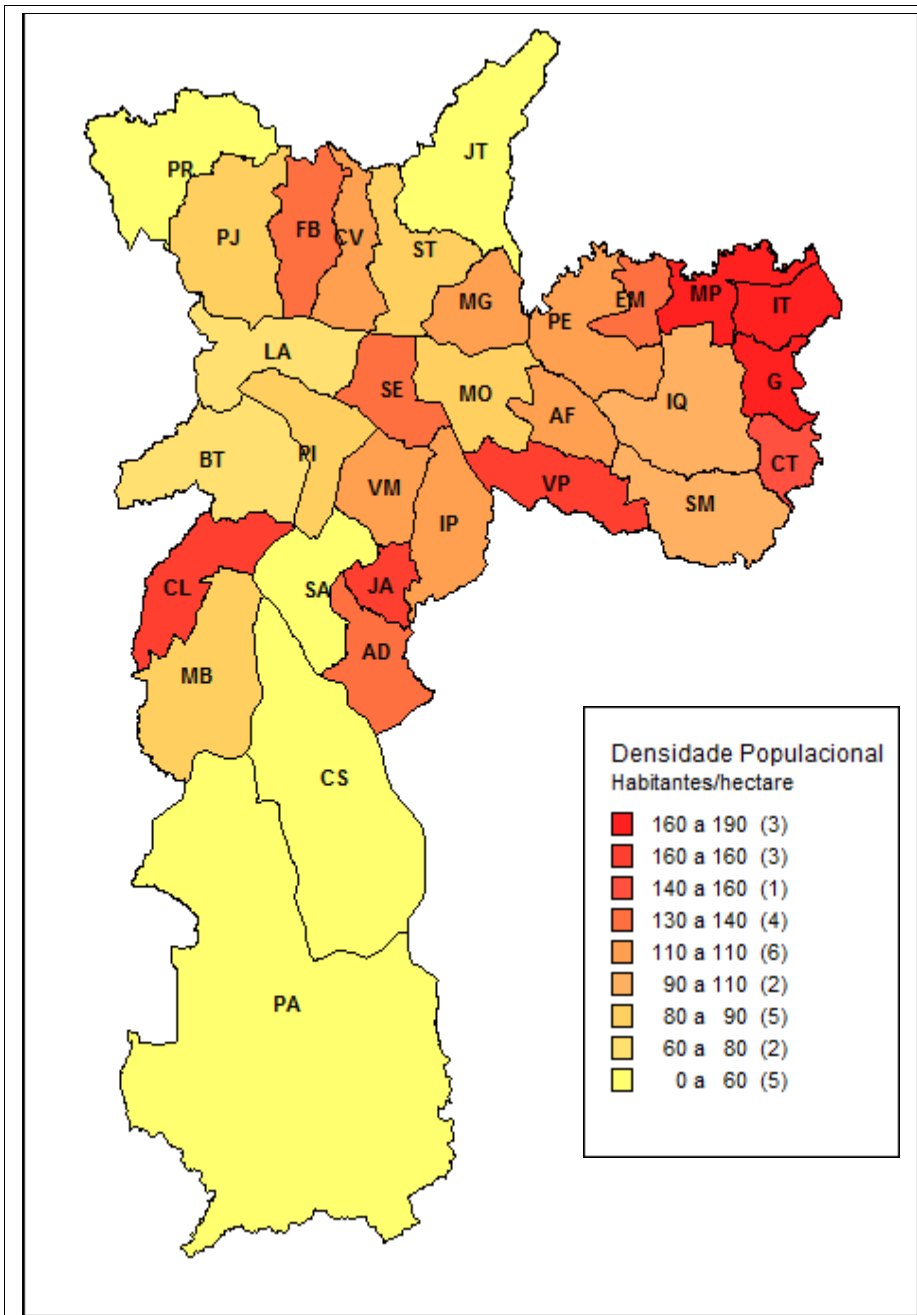 JT
PR
FB
CV
PJ
ST
MG
EM
MP
IT
PE
LA
SE
MO
G
AF
IQ
BT
PI
CT
VM
VP
IP
SM
CL
SA
JA
AD
MB
CS
PA
Densidade Populacional
Habitantes/hectare
160 a 190 (3)
160 a 160 (3)
140 a 160 (1)
130 a 140 (4)
110 a 110 (6)
90 a 110 (2)
80 a 90 (5)
60 a 80 (2)
0 a 60 (5)